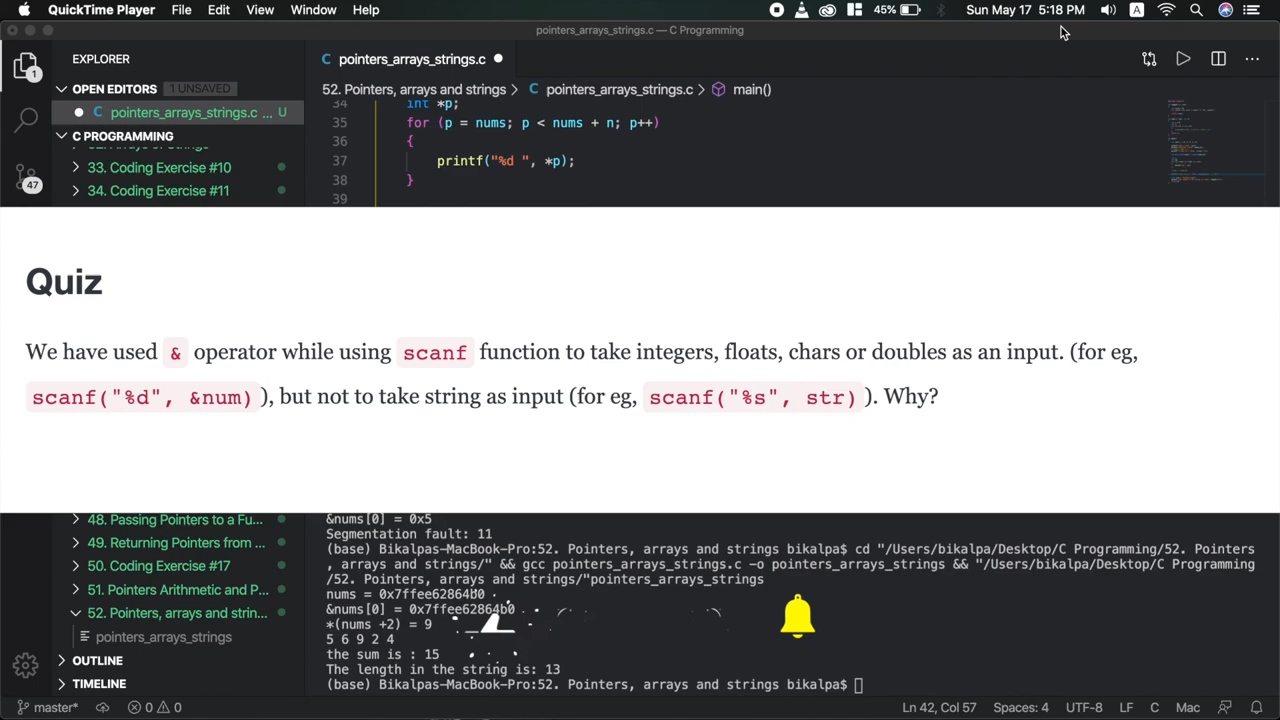 QuickTime Player File Edit View Window Help 45% Sun May 17 5:18 PM A
pointers_arrays_strings.c — C Programming
EXPLORER
C pointers_arrays_strings.c
OPEN EDITORS 1 UNSAVED
52. Pointers, arrays and strings > C pointers_arrays_strings.c > main()
C pointers_arrays_strings.c ... U
34 int *p;
C PROGRAMMING
35 for (p = nums; p < nums + n; p++)
36 {
33. Coding Exercise #10
37 printf("%d ", *p);
34. Coding Exercise #11
38 }
39
1
47
Quiz
We have used & operator while using scanf function to take integers, floats, chars or doubles as an input. (for eg,
scanf("%d", &num)), but not to take string as input (for eg, scanf("%s", str)). Why?
48. Passing Pointers to a Fu...
49. Returning Pointers from ...
50. Coding Exercise #17
51. Pointers Arithmetic and P...
52. Pointers, arrays and strin...
pointers_arrays_strings
OUTLINE
TIMELINE
&nums[0] = 0x5
Segmentation fault: 11
(base) Bikalpas-MacBook-Pro:52. Pointers, arrays and strings bikalpa$ cd "/Users/bikalpa/Desktop/C Programming/52. Pointers
, arrays and strings/" && gcc pointers_arrays_strings.c -o pointers_arrays_strings && "/Users/bikalpa/Desktop/C Programming
/52. Pointers, arrays and strings/"pointers_arrays_strings
nums = 0x7ffee62864b0
&nums[0] = 0x7ffee62864b0
*(nums +2) = 9
5 6 9 2 4
the sum is : 15
The length in the string is: 13
(base) Bikalpas-MacBook-Pro:52. Pointers, arrays and strings bikalpa$
master* 0 0 Ln 42, Col 57 Spaces: 4 UTF-8 LF C Mac